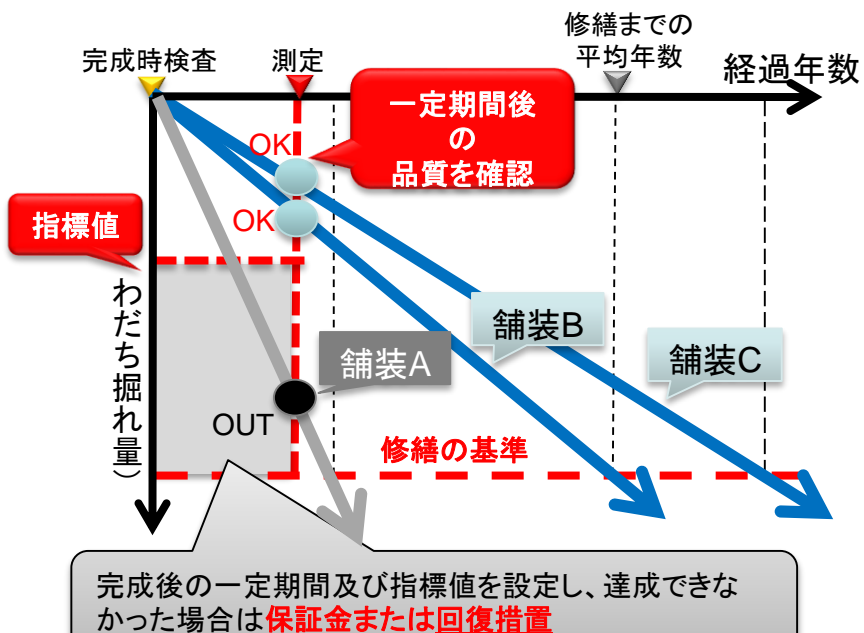 完成時検査
測定
修繕までの
平均年数
経過年数
一定期間後
の
品質を確認
OK
OK
指標値
わだち掘れ量）
舗装B
舗装C
舗装A
OUT
修繕の基準
完成後の一定期間及び指標値を設定し、達成できな
かった場合は保証金または回復措置